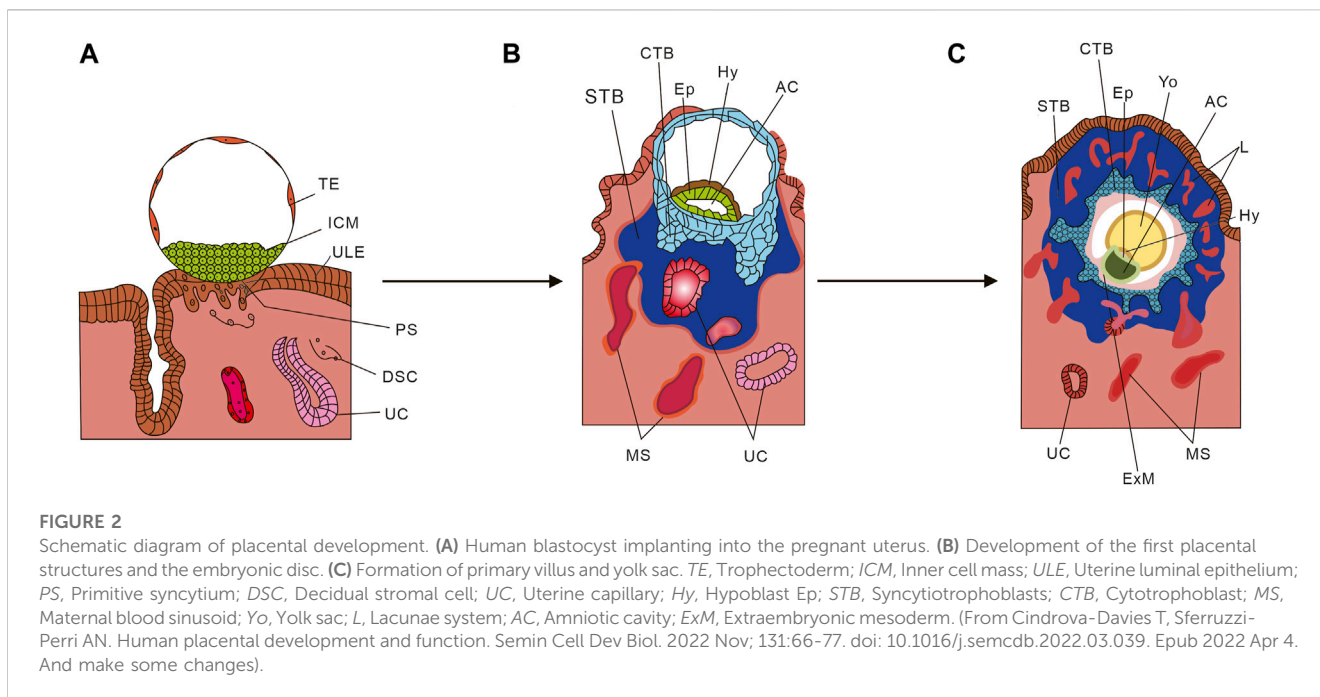 A
B
C
TE
ICM
ULE
PS
DSC
UC
CTB
STB
Ep
Hy
AC
MS
UC
CTB
STB
Ep
Yo
AC
L
Hy
UC
MS
ExM
FIGURE 2
Schematic diagram of placental development. (A) Human blastocyst implanting into the pregnant uterus. (B) Development of the first placental
structures and the embryonic disc. (C) Formation of primary villus and yolk sac. TE, Trophectoderm; ICM, Inner cell mass; ULE, Uterine luminal epithelium;
PS, Primitive syncytium; DSC, Decidual stromal cell; UC, Uterine capillary; Hy, Hypoblast Ep; STB, Syncytiotrophoblasts; CTB, Cytotrophoblast; MS,
Maternal blood sinusoid; Yo, Yolk sac; L, Lacunae system; AC, Amniotic cavity; ExM, Extraembryonic mesoderm. (From Cindrova-Davies T, Sferruzzi-
Perri AN. Human placental development and function. Semin Cell Dev Biol. 2022 Nov; 131:66-77. doi: 10.1016/j.semcdb.2022.03.039. Epub 2022 Apr 4.
And make some changes).